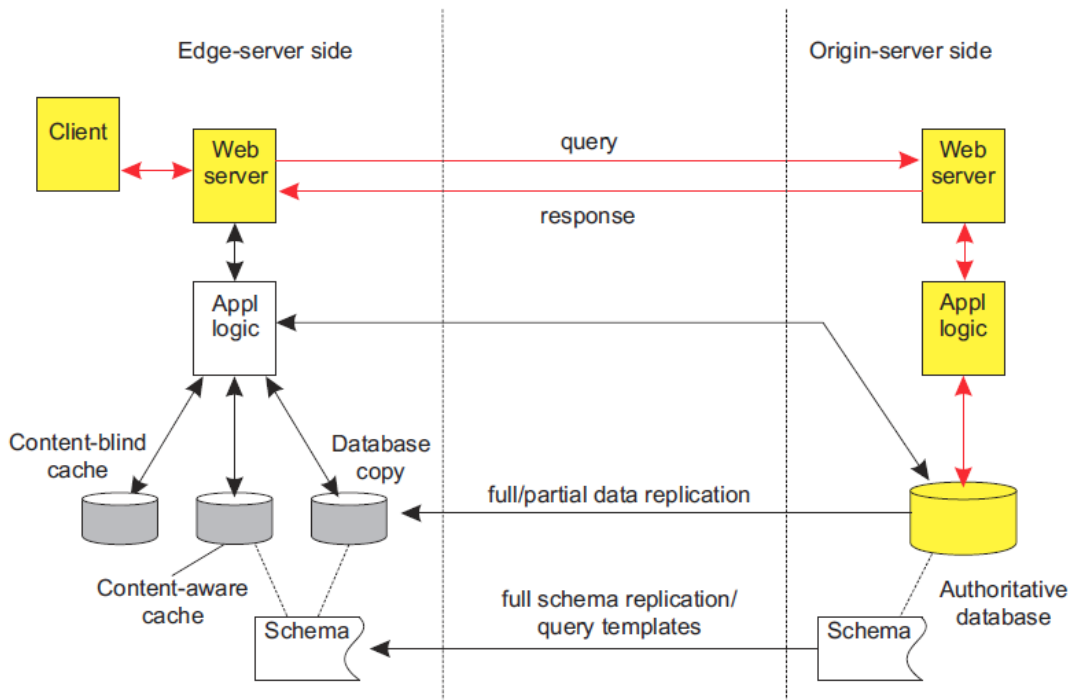 Edge-server side
Origin-server side
Client
Web
server
query
Web
server
response
Appl
logic
Appl
logic
Content-blind
cache
Database
copy
full/partial data replication
Content-aware
cache
Authoritative
database
full schema replication/
query templates
Schema
Schema